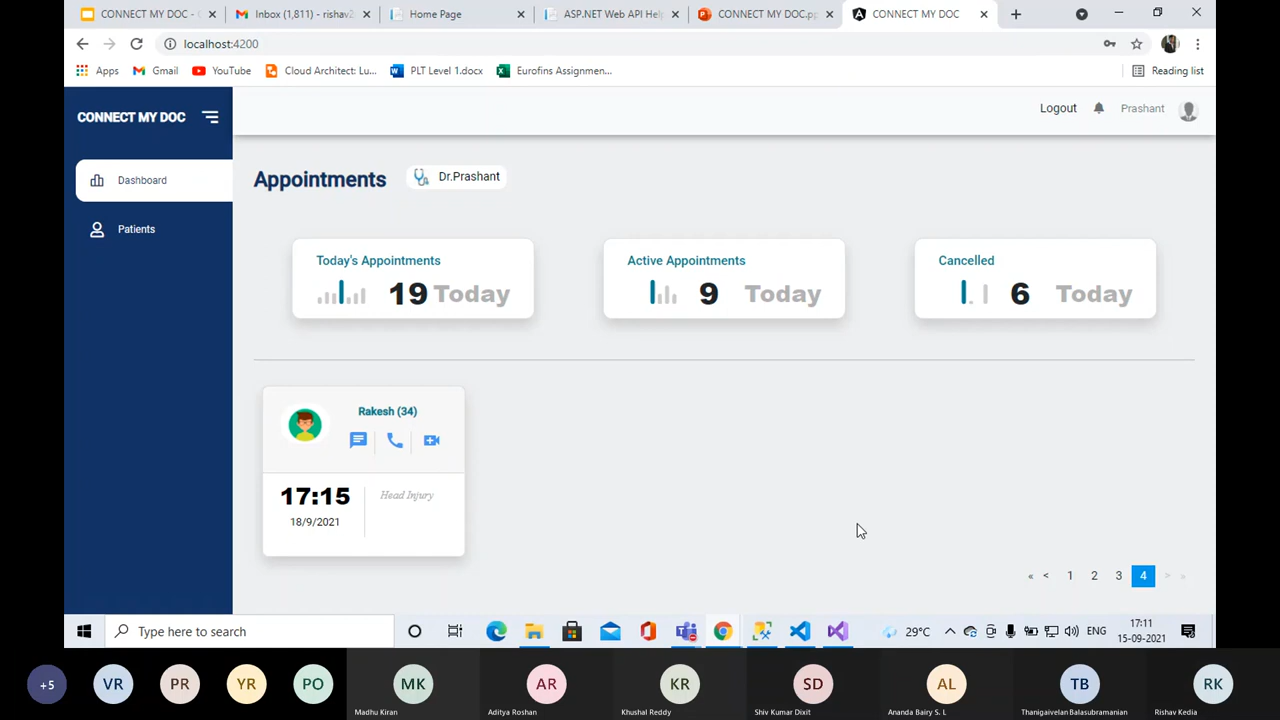 CONNECT MY DOC - G
Inbox (1,811) - rishav2
Home Page
ASP.NET Web API Hel
CONNECT MY DOC.pp
CONNECT MY DOC
localhost:4200
Apps
Gmail
YouTube
Cloud Architect: Lu...
PLT Level 1.docx
Eurofins Assignmen...
Reading list
CONNECT MY DOC
Logout
Prashant
Dashboard
Patients
Appointments
Dr.Prashant
Today's Appointments
19 Today
Active Appointments
9 Today
Cancelled
6 Today
Rakesh (34)
17:15
18/9/2021
Head Injury
« < 1 2 3 4 > »
Type here to search
29°C
ENG
17:11
15-09-2021
+5
VR
PR
YR
PO
MK
Madhu Kiran
AR
Aditya Roshan
KR
Khushal Reddy
SD
Shiv Kumar Dixit
AL
Ananda Bairy S. L
TB
Thanigaivelan Balasubramanian
RK
Rishav Kedia